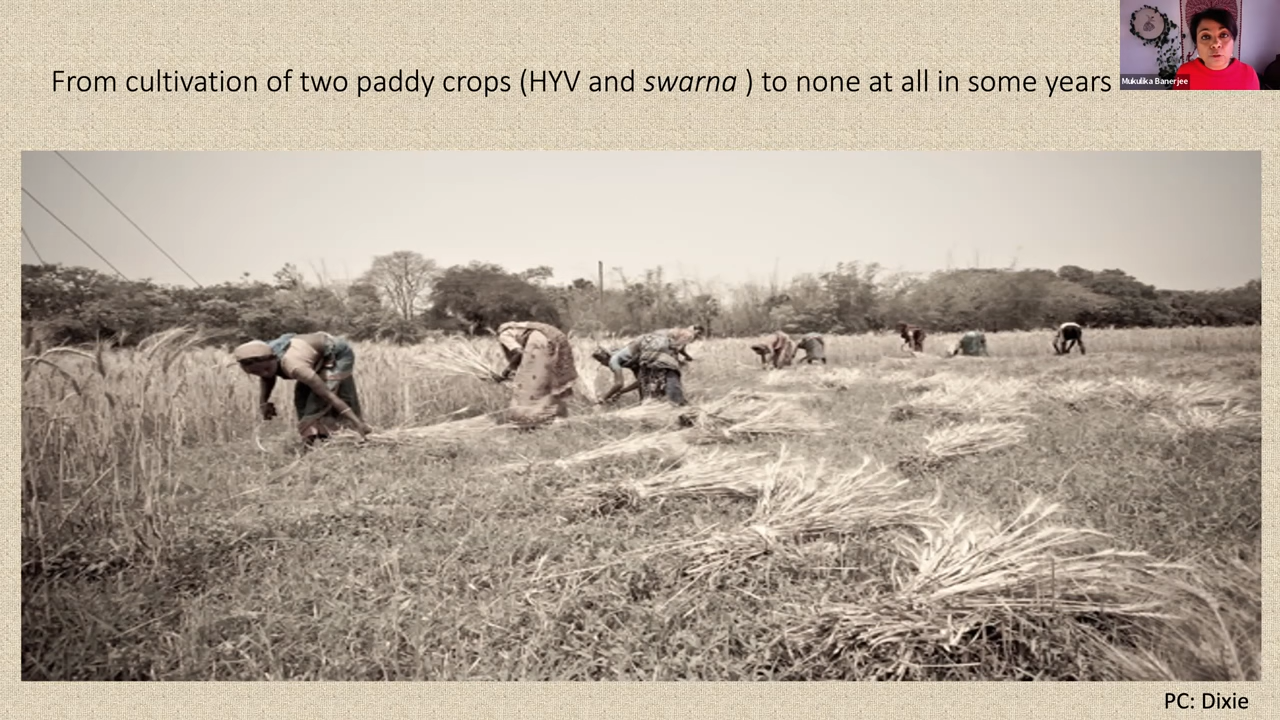 From cultivation of two paddy crops (HYV and swarna ) to none at all in some years
Mukulika Banerjee
PC: Dixie